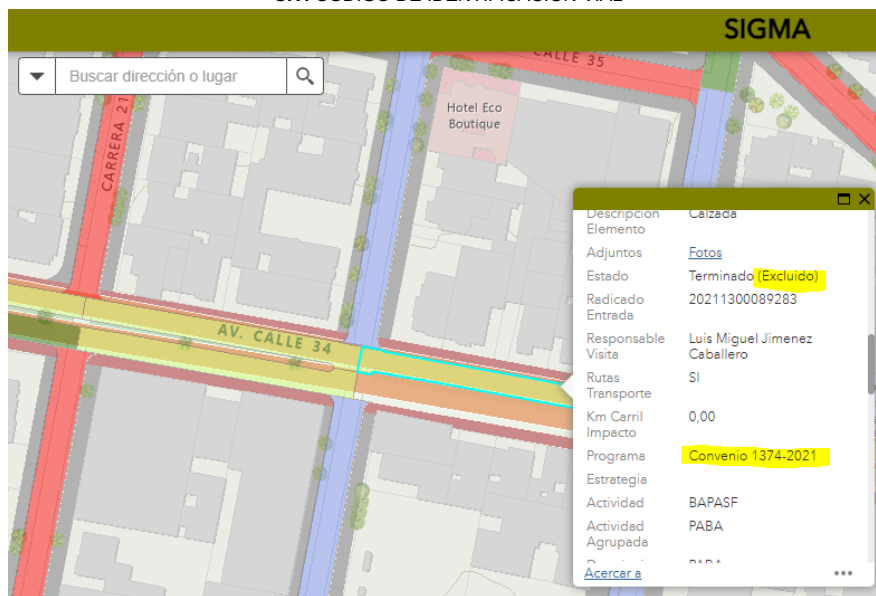 SIGMA
Buscar dirección o lugar
CALLE 35
Hotel Eco
Boutique
CARRERA 21
AV. CALLE 34
Descripción
Elemento
Calzada
Adjuntos Fotos
Estado Terminado (Excluido)
Radicado
Entrada
20211300089283
Responsable
Visita
Luis Miguel Jimenez
Caballero
Rutas
Transporte
SI
Km Carril
Impacto
0,00
Programa Convenio 1374-2021
Estrategia
Actividad BAPASF
Actividad
Agrupada
PABA
Acercar a